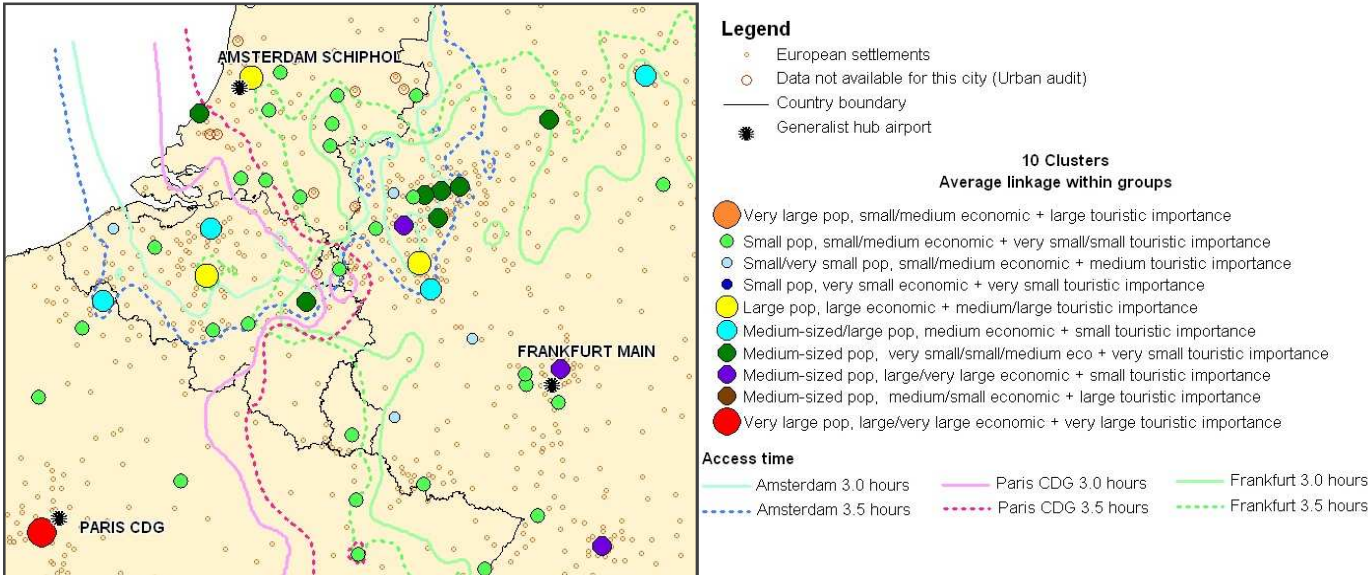 AMSTERDAM SCHIPHOL
FRANKFURT MAIN
PARIS CDG
Legend
European settlements
Data not available for this city (Urban audit)
Country boundary
Generalist hub airport
10 Clusters
Average linkage within groups
Very large pop, small/medium economic + large touristic importance
Small pop, small/medium economic + very small/small touristic importance
Small/very small pop, small/medium economic + medium touristic importance
Small pop, very small economic + very small touristic importance
Large pop, large economic + medium/large touristic importance
Medium-sized/large pop, medium economic + small touristic importance
Medium-sized pop, very small/small/medium eco + very small touristic importance
Medium-sized pop, large/very large economic + small touristic importance
Medium-sized pop, medium/small economic + large touristic importance
Very large pop, large/very large economic + very large touristic importance
Access time
Amsterdam 3.0 hours Paris CDG 3.0 hours Frankfurt 3.0 hours
Amsterdam 3.5 hours Paris CDG 3.5 hours Frankfurt 3.5 hours